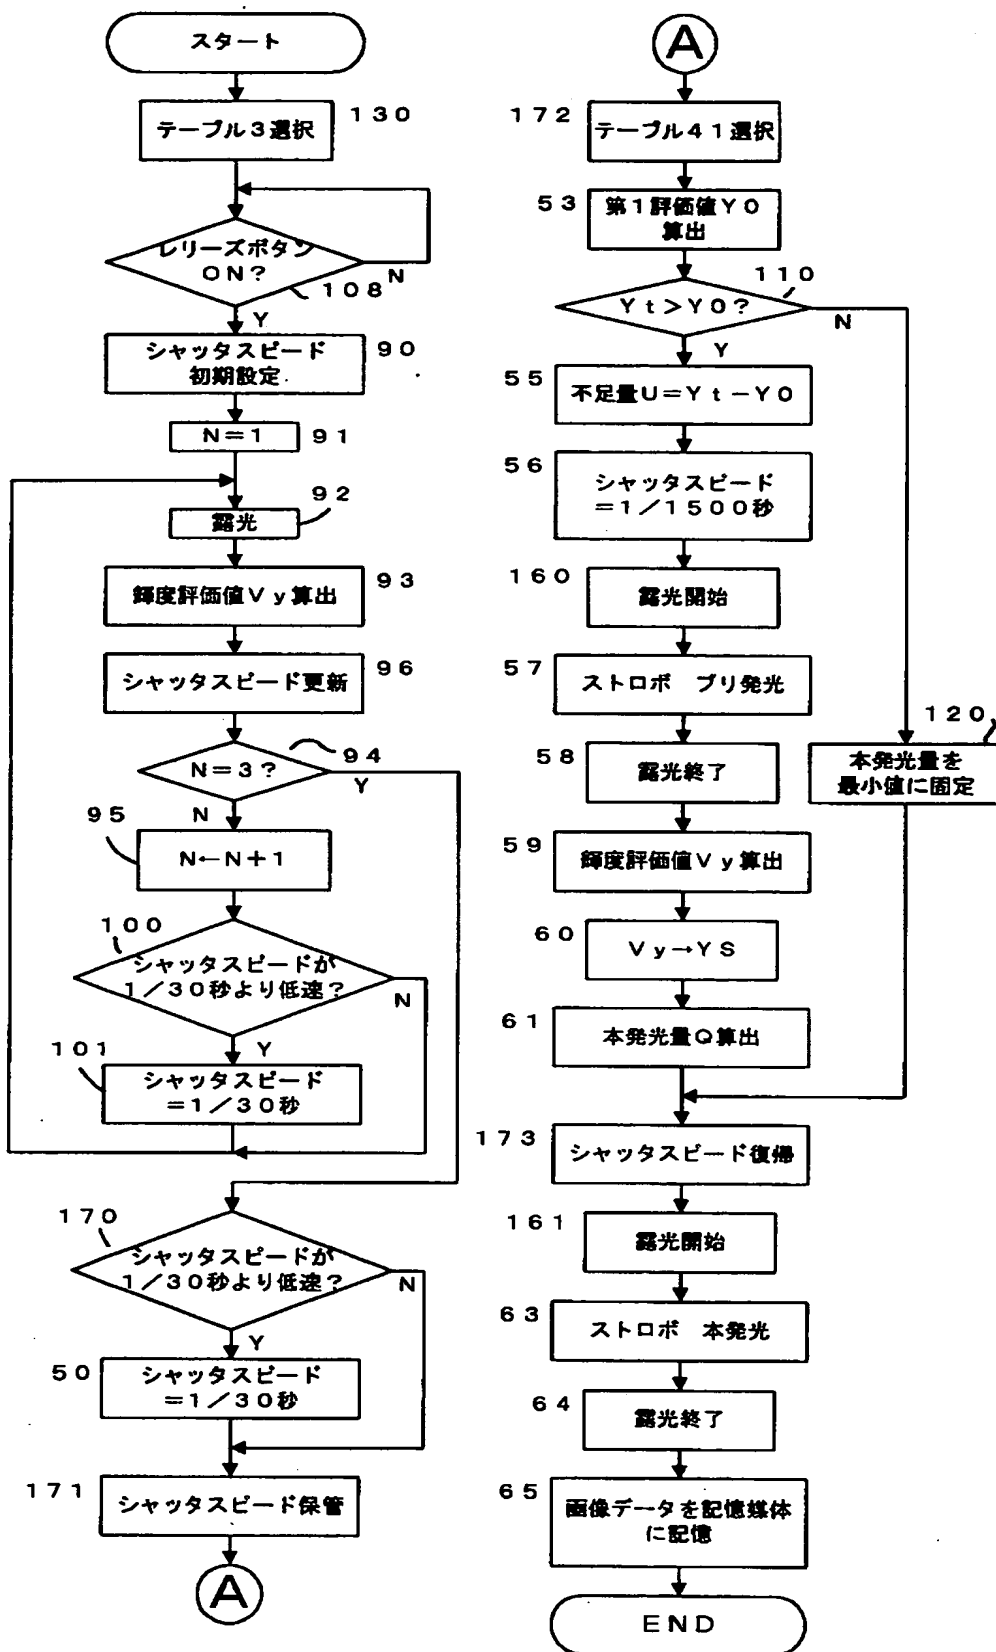 スタート
テーブル3選択
130
レリーズボタン
ON?
N
108
Y
シャッタスピード
初期設定
90
N=1
91
92
露光
輝度評価値Vy算出
93
シャッタスピード更新
96
N=3?
94
Y
N
95
N←N+1
100
シャッタスピードが
1/30秒より低速?
N
Y
101
シャッタスピード
=1/30秒
170
シャッタスピードが
1/30秒より低速?
N
Y
50
シャッタスピード
=1/30秒
171
シャッタスピード保管
A
A
172
テーブル41選択
53
第1評価値Y0
算出
110
Yt>Y0?
N
Y
55
不足量U=Yt-Y0
56
シャッタスピード
=1/1500秒
160
露光開始
57
ストロボ プリ発光
120
本発光量を
最小値に固定
58
露光終了
59
輝度評価値Vy算出
60
Vy→YS
61
本発光量Q算出
173
シャッタスピード復帰
161
露光開始
63
ストロボ 本発光
64
露光終了
65
画像データを記憶媒体
に記憶
END